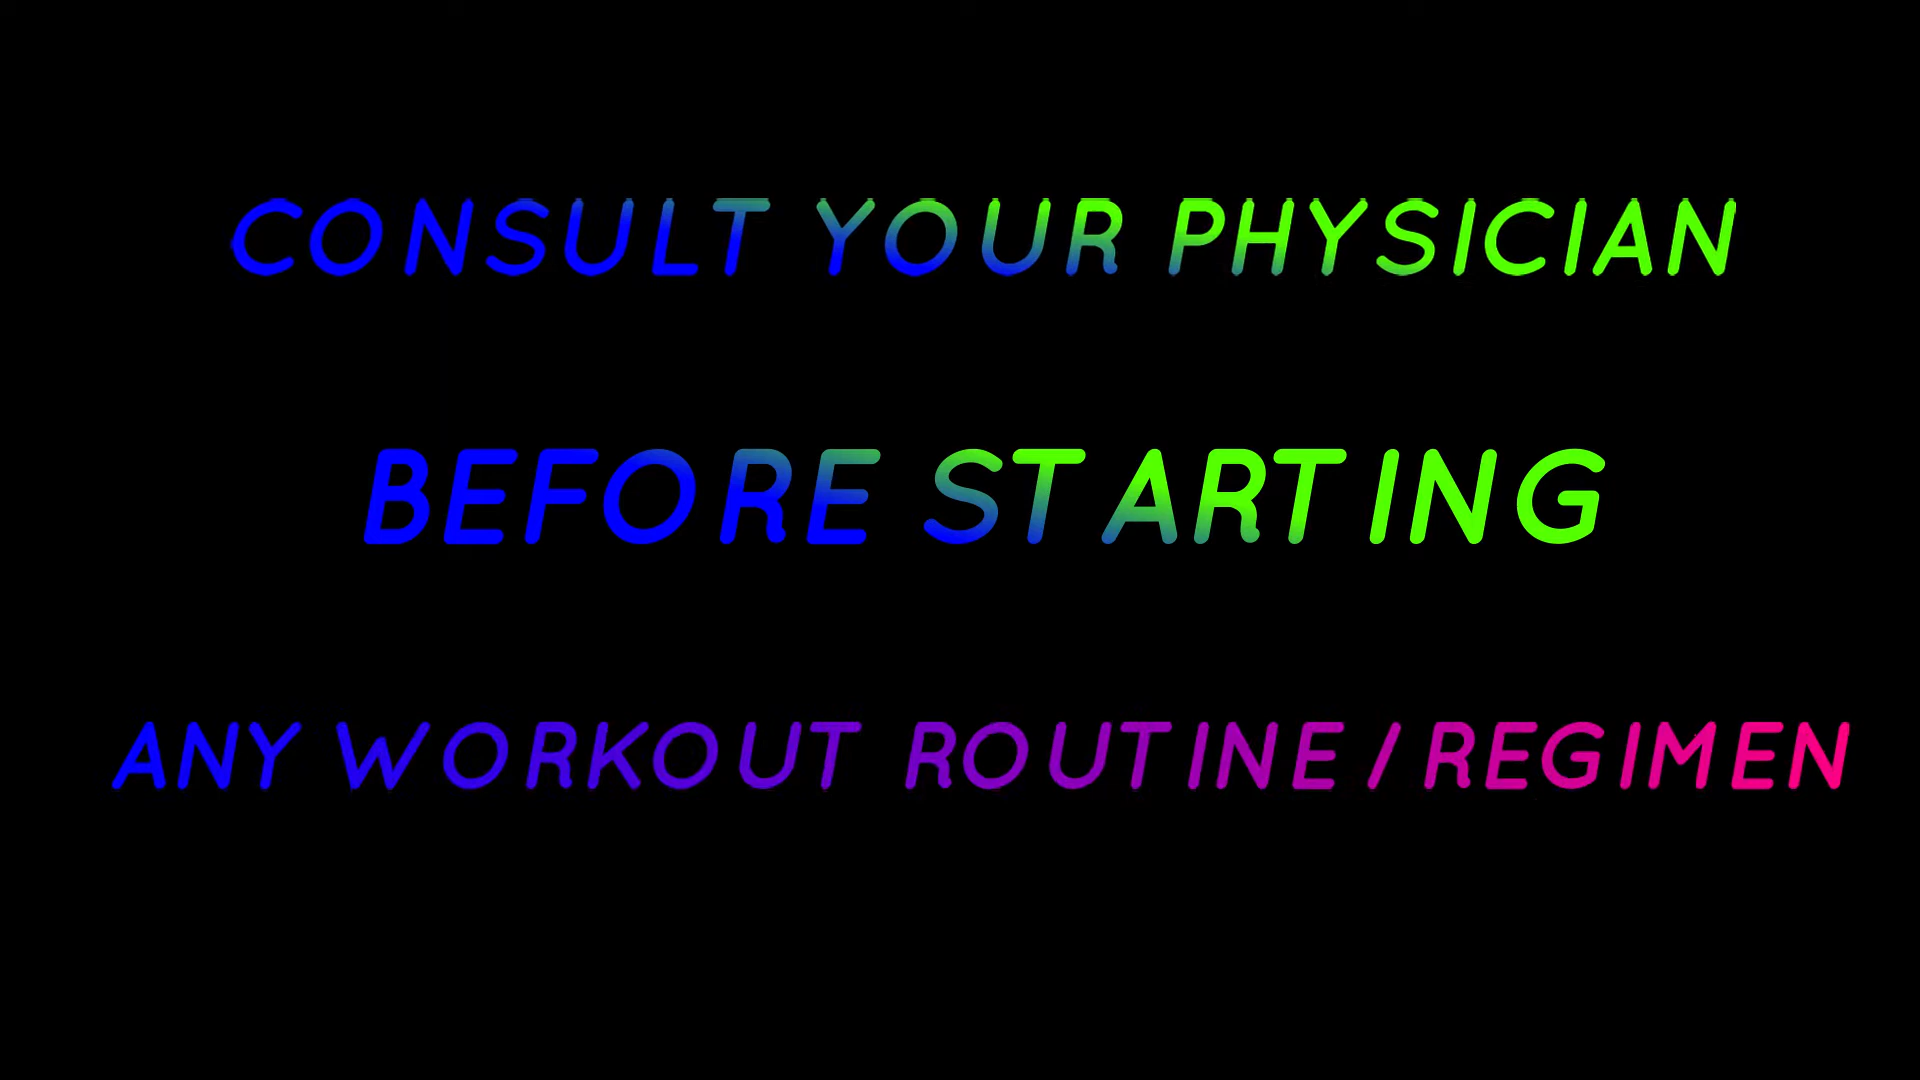 CONSULT YOUR PHYSICIAN
BEFORE STARTING
ANY WORKOUT ROUTINE/REGIMEN